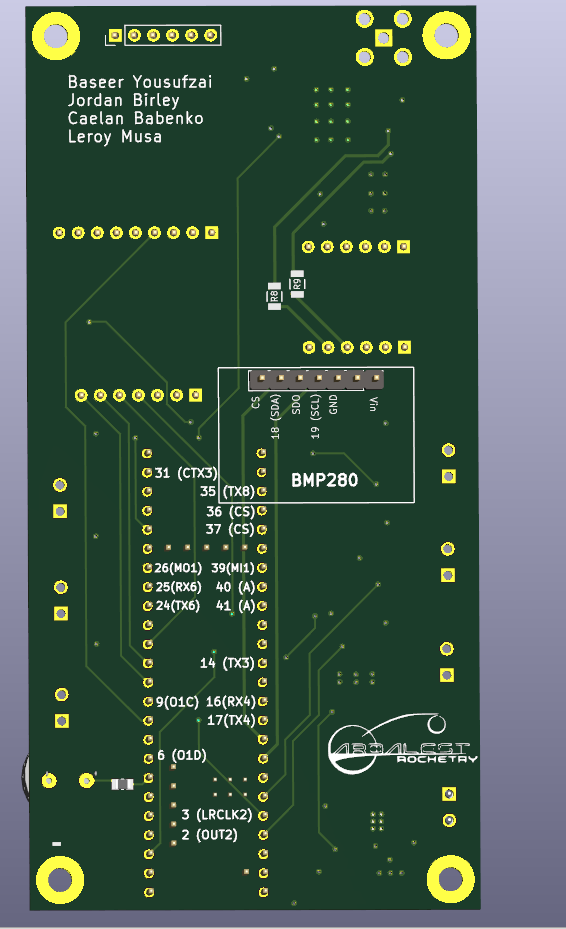 Baseer Yousufzai
Jordan Birley
Caelan Babenko
Leroy Musa
R8
R9
CS
18 (SDA)
SDO
19 (SCL)
GND
Vin
BMP280
31 (CTX3)
35 (TX8)
36 (CS)
37 (CS)
26(MO1) 39(MI1)
25(RX6) 40 (A)
24(TX6) 41 (A)
14 (TX3)
9(O1C) 16(RX4)
17(TX4)
6 (O1D)
3 (LRCLK2)
2 (OUT2)
ROCHETRY